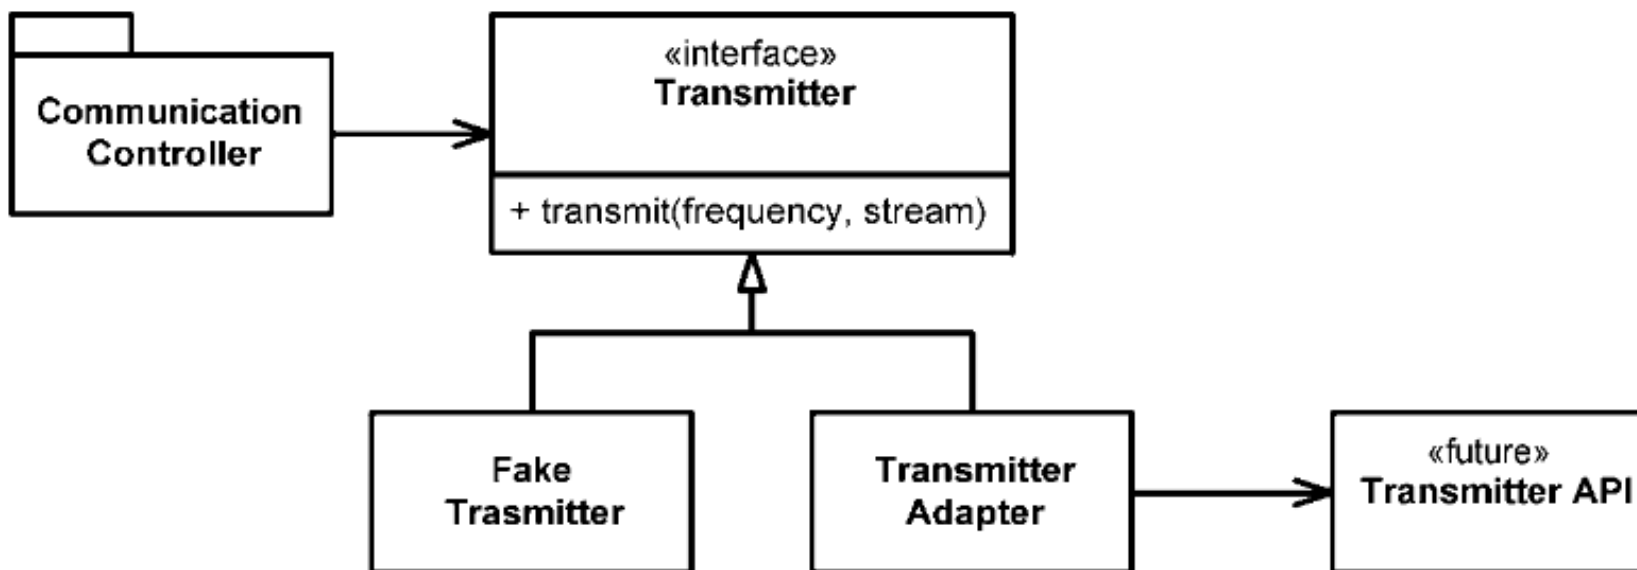 Communication
Controller
«interface»
Transmitter
+ transmit(frequency, stream)
Fake
Trasmitter
Transmitter
Adapter
«future»
Transmitter API